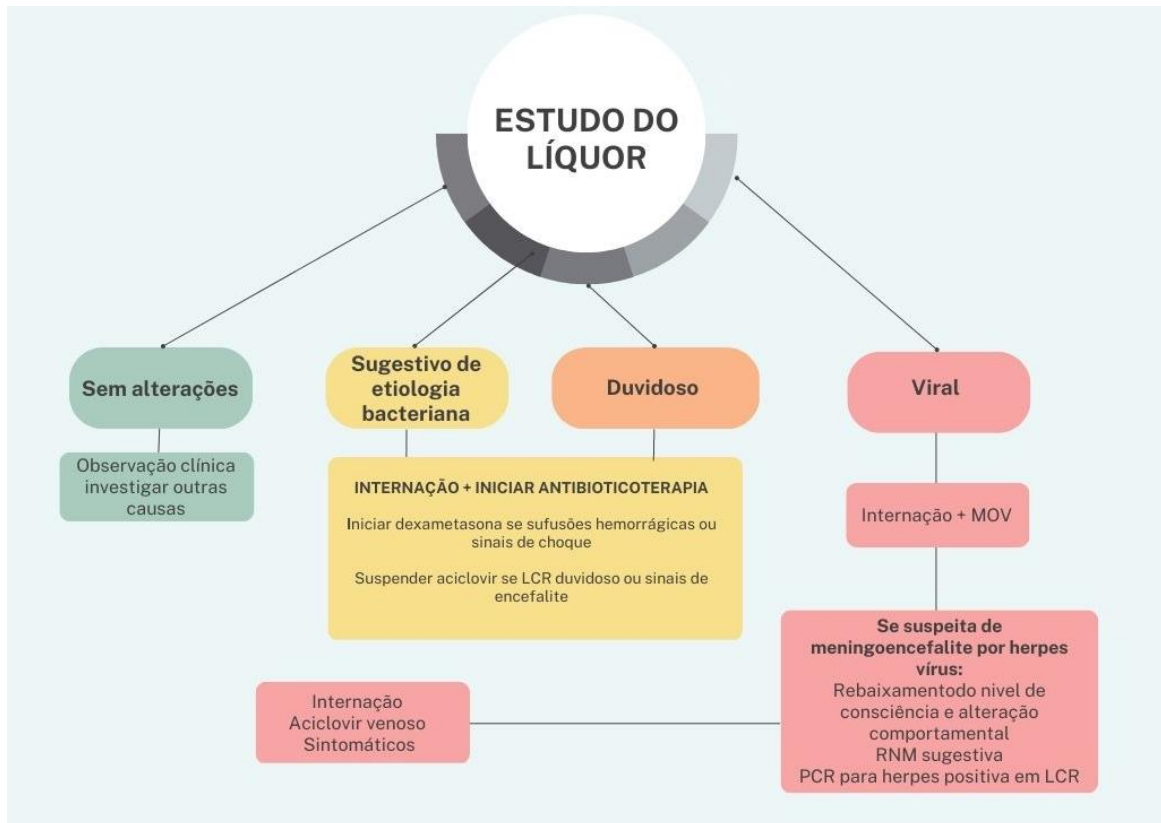 ESTUDO DO
LÍQUOR
Sem alterações
Observação clínica
investigar outras
causas
Sugestivo de
etiologia
bacteriana
Duvidoso
INTERNAÇÃO + INICIAR ANTIBIOTICOTERAPIA
Iniciar dexametasona se sufusões hemorrágicas ou
sinais de choque
Suspender aciclovir se LCR duvidoso ou sinais de
encefalite
Viral
Internação + MOV
Se suspeita de
meningoencefalite por herpes
vírus:
Rebaixamentodo nivel de
consciência e alteração
comportamental
RNM sugestiva
PCR para herpes positiva em LCR
Internação
Aciclovir venoso
Sintomáticos